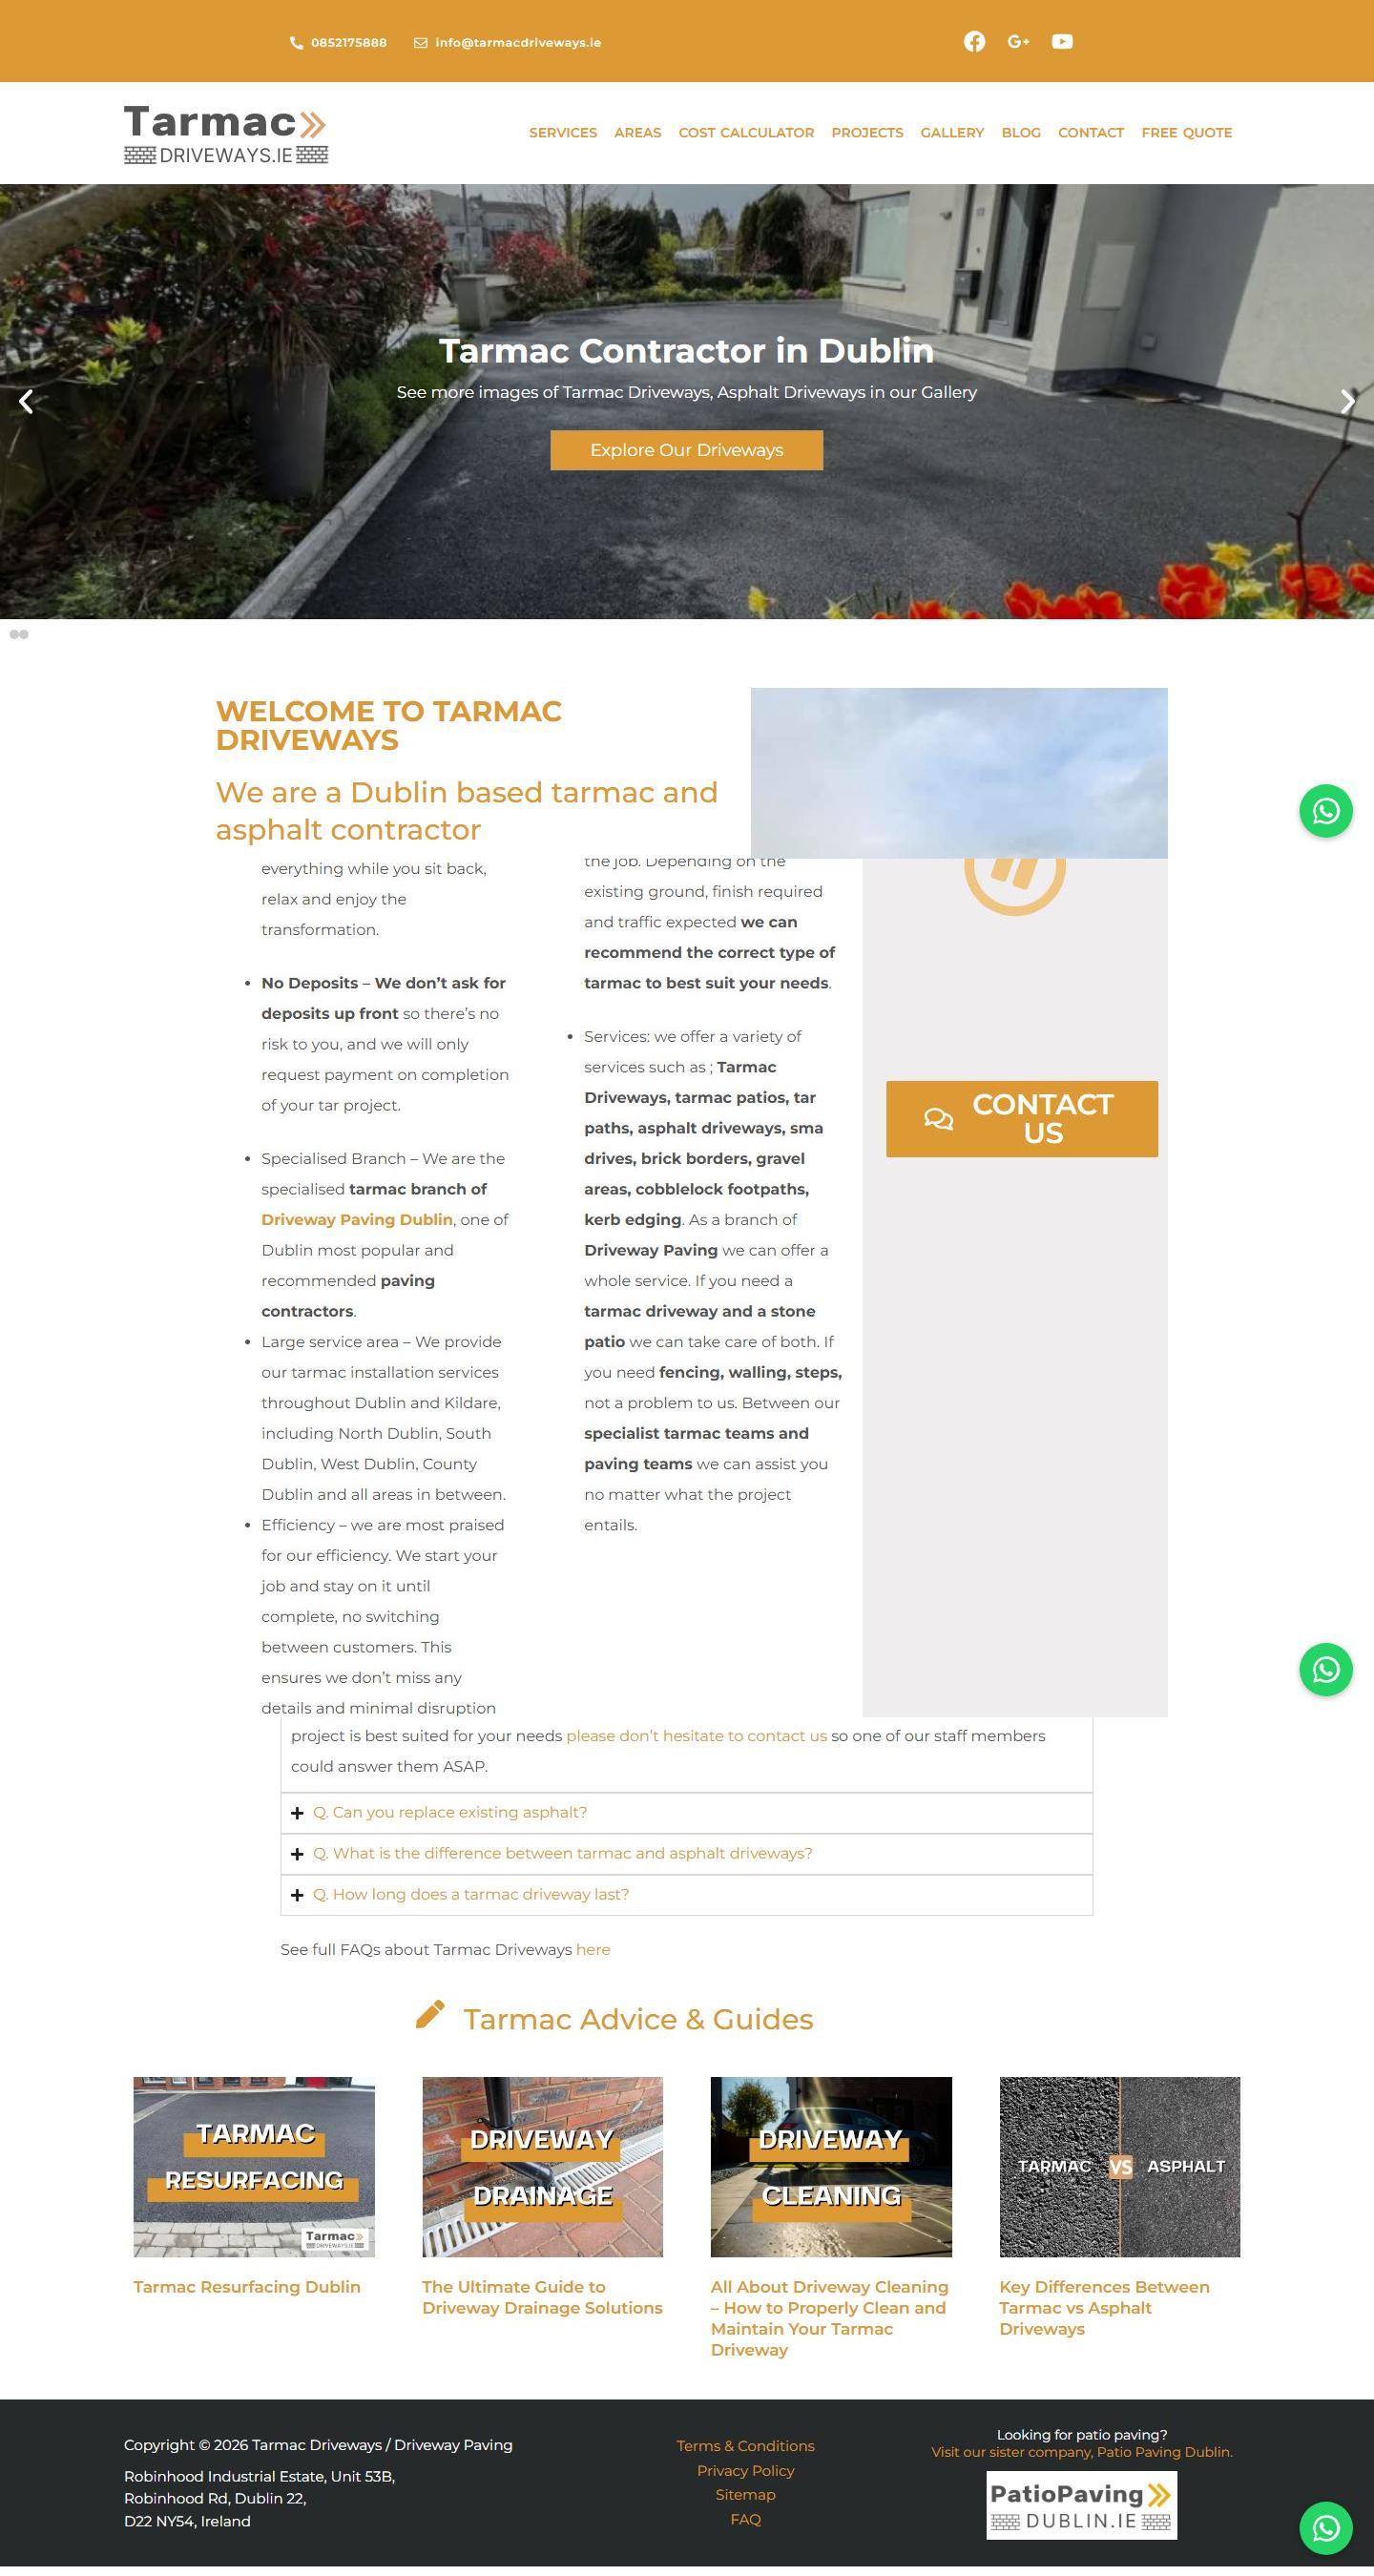 0852175888 info@tarmacdriveways.ie
Tarmac
DRIVEWAYS.IE
SERVICES AREAS COST CALCULATOR PROJECTS GALLERY BLOG CONTACT FREE QUOTE
Tarmac Contractor in Dublin
See more images of Tarmac Driveways, Asphalt Driveways in our Gallery
Explore Our Driveways
WELCOME TO TARMAC
DRIVEWAYS
We are a Dublin based tarmac and
asphalt contractor
everything while you sit back,
relax and enjoy the
transformation.
No Deposits – We don’t ask for
deposits up front so there’s no
risk to you, and we will only
request payment on completion
of your tar project.
Specialised Branch – We are the
specialised tarmac branch of
Driveway Paving Dublin, one of
Dublin most popular and
recommended paving
contractors.
Large service area – We provide
our tarmac installation services
throughout Dublin and Kildare,
including North Dublin, South
Dublin, West Dublin, County
Dublin and all areas in between.
Efficiency – we are most praised
for our efficiency. We start your
job and stay on it until
complete, no switching
between customers. This
ensures we don’t miss any
details and minimal disruption
the job. Depending on the
existing ground, finish required
and traffic expected we can
recommend the correct type of
tarmac to best suit your needs.
Services: we offer a variety of
services such as ; Tarmac
Driveways, tarmac patios, tar
paths, asphalt driveways, sma
drives, brick borders, gravel
areas, cobblelock footpaths,
kerb edging. As a branch of
Driveway Paving we can offer a
whole service. If you need a
tarmac driveway and a stone
patio we can take care of both. If
you need fencing, walling, steps,
not a problem to us. Between our
specialist tarmac teams and
paving teams we can assist you
no matter what the project
entails.
CONTACT
US
project is best suited for your needs please don’t hesitate to contact us so one of our staff members
could answer them ASAP.
Q. Can you replace existing asphalt?
Q. What is the difference between tarmac and asphalt driveways?
Q. How long does a tarmac driveway last?
See full FAQs about Tarmac Driveways here
Tarmac Advice & Guides
TARMAC
RESURFACING
Tarmac
DRIVEWAYS.IE
DRIVEWAY
DRAINAGE
DRIVEWAY
CLEANING
TARMAC VS ASPHALT
Tarmac Resurfacing Dublin
The Ultimate Guide to
Driveway Drainage Solutions
All About Driveway Cleaning
– How to Properly Clean and
Maintain Your Tarmac
Driveway
Key Differences Between
Tarmac vs Asphalt
Driveways
Copyright © 2026 Tarmac Driveways / Driveway Paving
Robinhood Industrial Estate, Unit 53B,
Robinhood Rd, Dublin 22,
D22 NY54, Ireland
Terms & Conditions
Privacy Policy
Sitemap
FAQ
Looking for patio paving?
Visit our sister company, Patio Paving Dublin.
PatioPaving
DUBLIN.IE